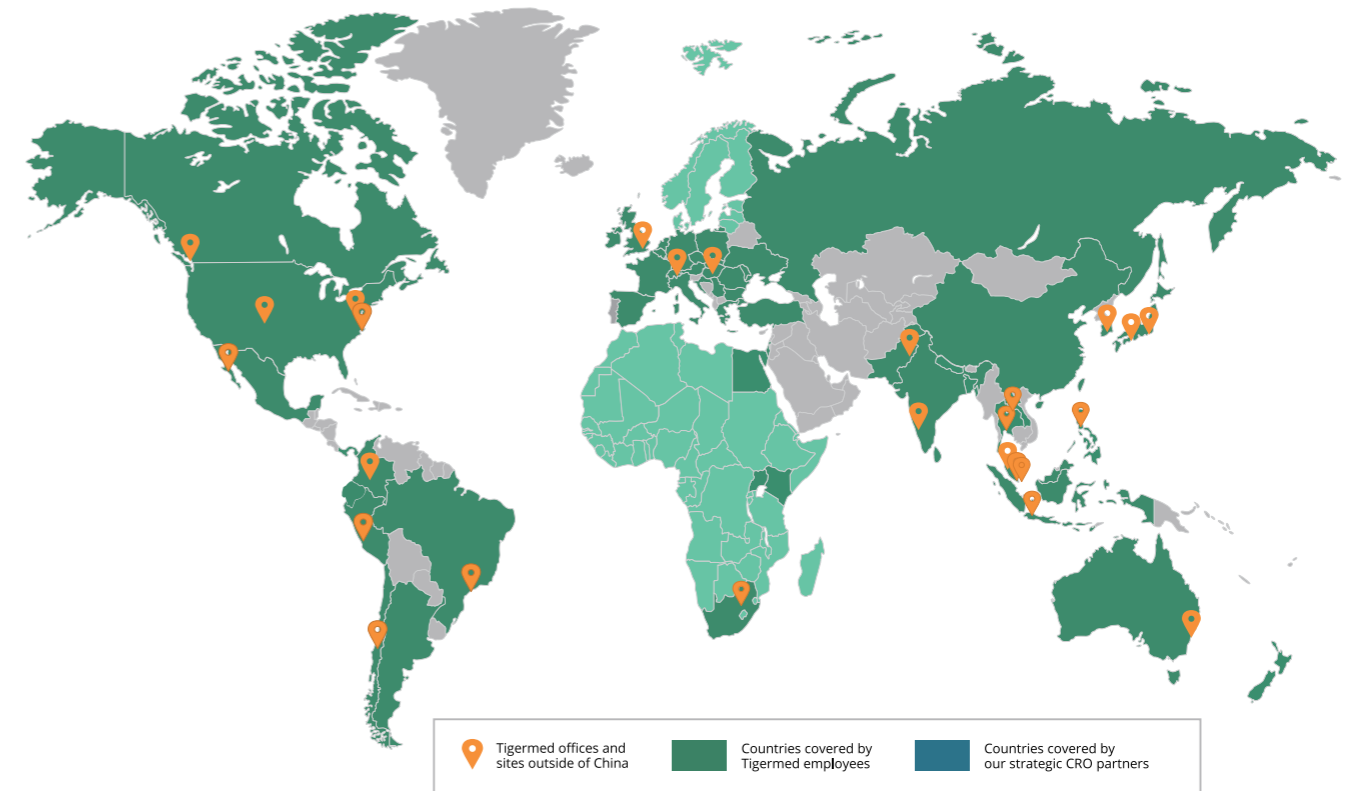 Tigermed offices and
sites outside of China
Countries covered by
Tigermed employees
Countries covered by
our strategic CRO partners